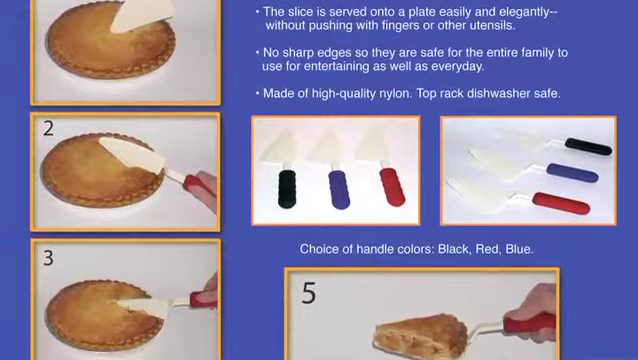 • The slice is served onto a plate easily and elegantly--
without pushing with fingers or other utensils.
• No sharp edges so they are safe for the entire family to
use for entertaining as well as everyday.
• Made of high-quality nylon. Top rack dishwasher safe.
2
3
Choice of handle colors: Black, Red, Blue.
5